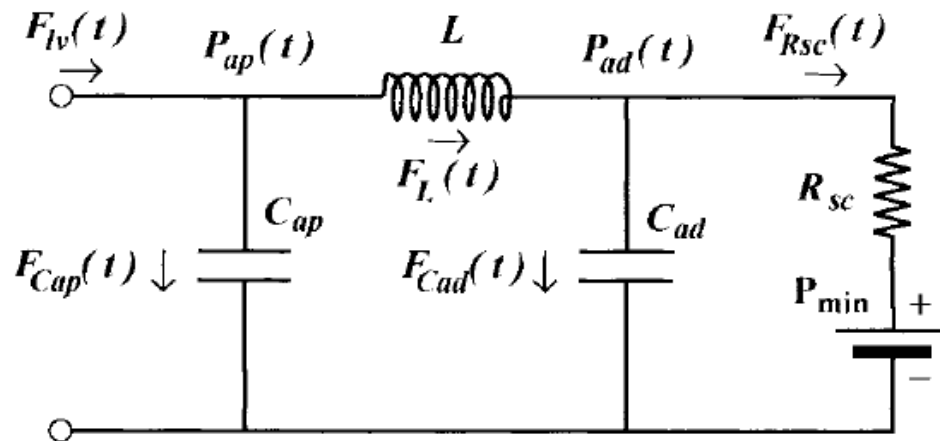 F_lv(t) P_ap(t) L P_ad(t) F_Rsc(t)
F_L(t)
R_sc
C_ap C_ad
F_Cap(t) F_Cad(t)
P_min +
−